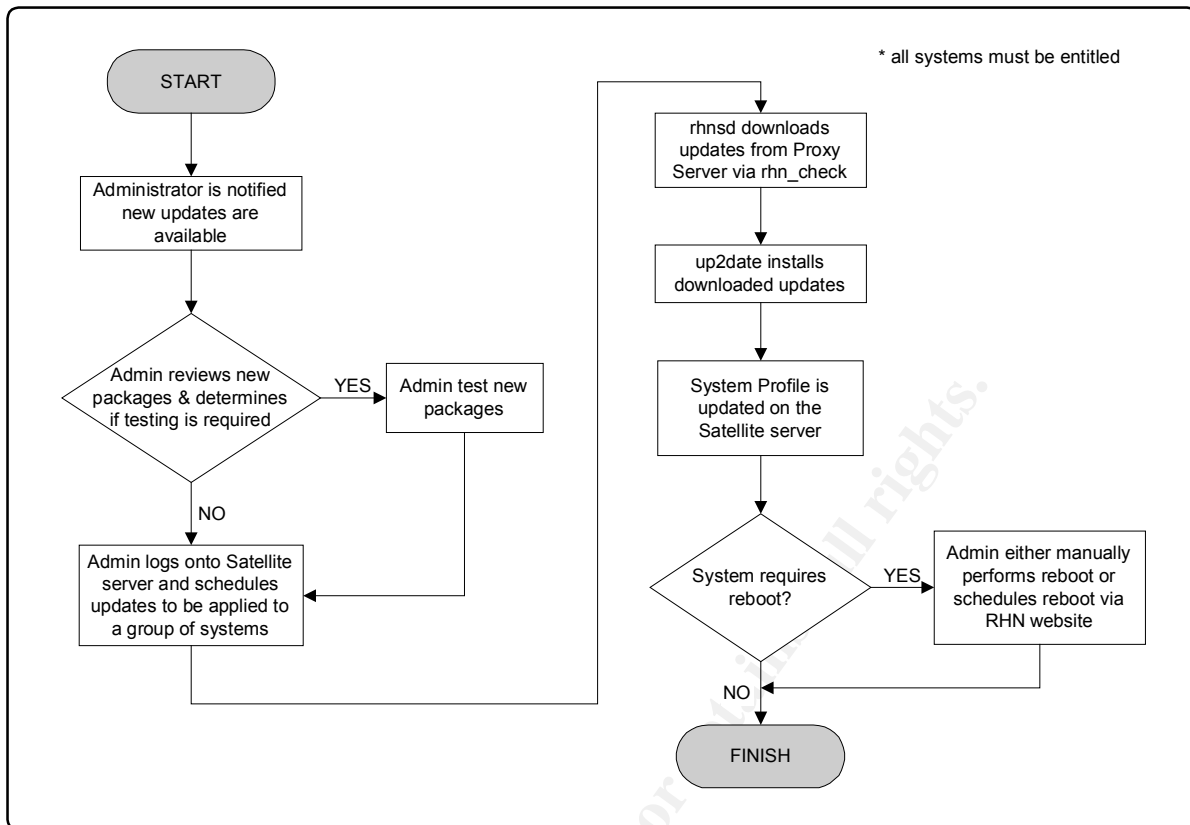 * all systems must be entitled
START
Administrator is notified
new updates are
available
Admin reviews new
packages & determines
if testing is required
YES
Admin test new
packages
NO
Admin logs onto Satellite
server and schedules
updates to be applied to
a group of systems
rhnsd downloads
updates from Proxy
Server via rhn_check
up2date installs
downloaded updates
System Profile is
updated on the
Satellite server
System requires
reboot?
YES
Admin either manually
performs reboot or
schedules reboot via
RHN website
NO
FINISH
ll rights.